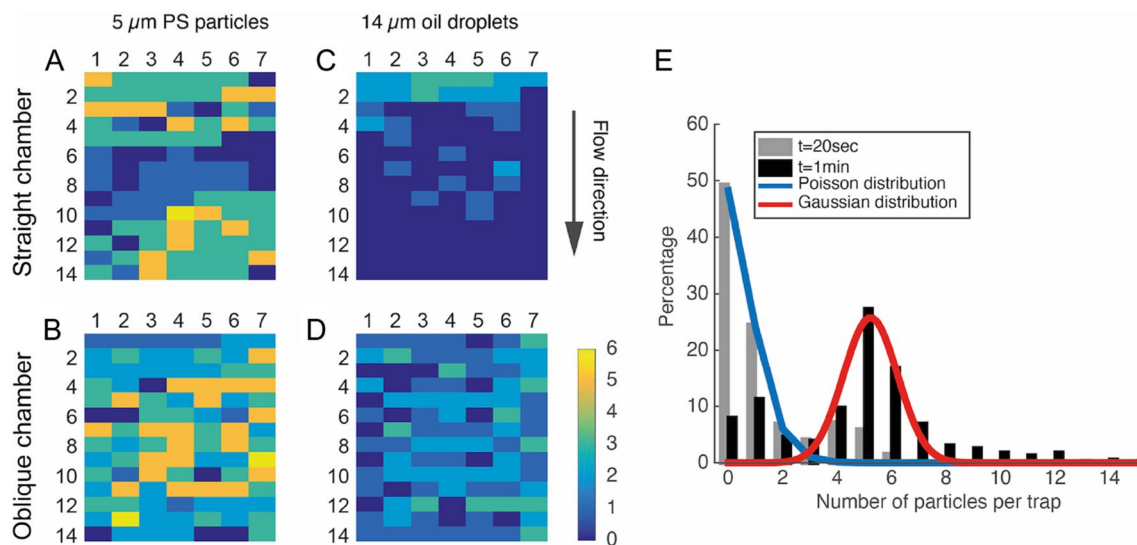 5 µm PS particles
14 µm oil droplets
A
1 2 3 4 5 6 7
2
4
6
8
10
12
14
Straight chamber
C
1 2 3 4 5 6 7
2
4
6
8
10
12
14
Flow direction
B
1 2 3 4 5 6 7
2
4
6
8
10
12
14
Oblique chamber
D
1 2 3 4 5 6 7
2
4
6
8
10
12
14
6
5
4
3
2
1
0
E
60
50
40
30
20
10
0
Percentage
t=20sec
t=1min
Poisson distribution
Gaussian distribution
0 2 4 6 8 10 12 14
Number of particles per trap